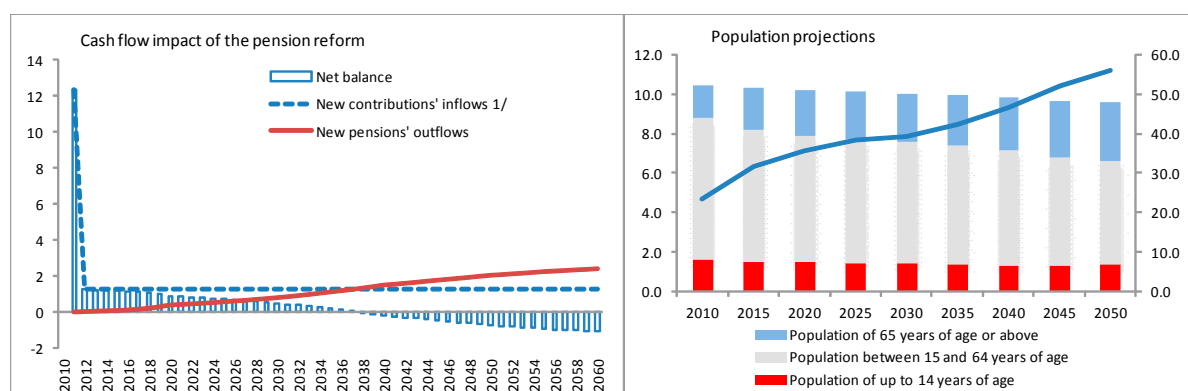 Cash flow impact of the pension reform
14
12
10
8
6
4
2
0
-2
Net balance
New contributions' inflows 1/
New pensions' outflows
2010 2012 2014 2016 2018 2020 2022 2024 2026 2028 2030 2032 2034 2036 2038 2040 2042 2044 2046 2048 2050 2052 2054 2056 2058 2060
Population projections
12.0
10.0
8.0
6.0
4.0
2.0
0.0
60.0
50.0
40.0
30.0
20.0
10.0
0.0
2010 2015 2020 2025 2030 2035 2040 2045 2050
Population of 65 years of age or above
Population between 15 and 64 years of age
Population of up to 14 years of age